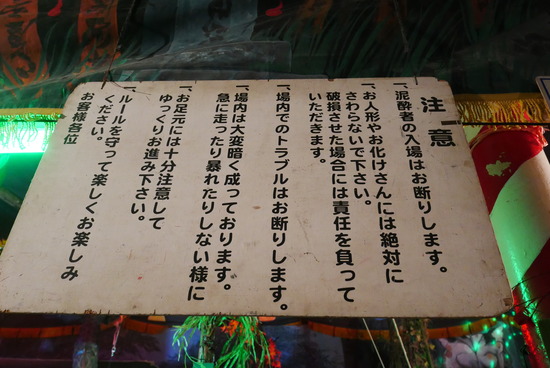 注意
一、泥酔者の入場はお断りします。
一、お人形やお化けさんには絶対に
さわらないで下さい。
破損させた場合には責任を負って
いただきます。
一、場内でのトラブルはお断りします。
一、場内は大変暗く成っております。
急に走ったり暴れたりしない様に
一、お足元には十分注意して
ゆっくりお進み下さい。
一、ルールを守って楽しくお楽しみ
ください。
お客様各位